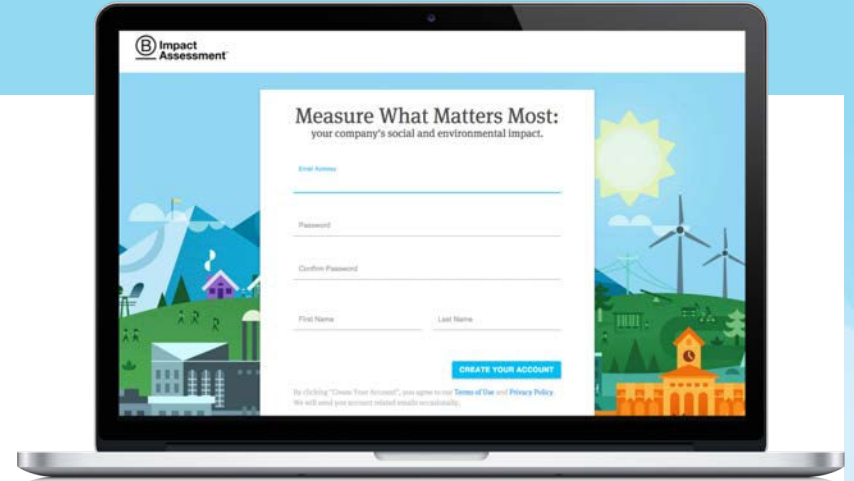 B Impact
Assessment
Measure What Matters Most:
your company's social and environmental impact.
Email Address
Password
Confirm Password
First Name
Last Name
CREATE YOUR ACCOUNT
By clicking "Create Your Account", you agree to our Terms of Use and Privacy Policy.
We will send you account related emails occasionally.